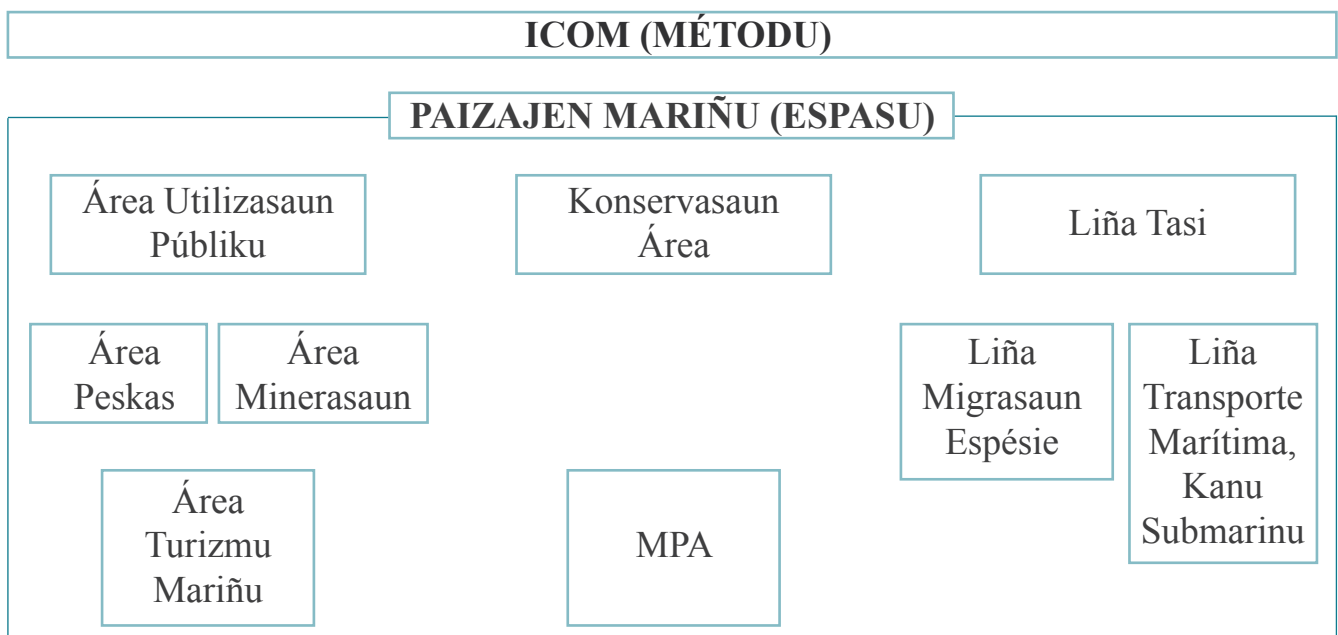 ICOM (MÉTODU)
PAIZAJEN MARIÑU (ESPASU)
Área Utilizasaun
Públiku
Konservasaun
Área
Liña Tasi
Área
Peskas
Área
Minerasaun
Liña
Migrasaun
Espésie
Liña
Transporte
Marítima,
Kanu
Submarinu
Área
Turizmu
Mariñu
MPA